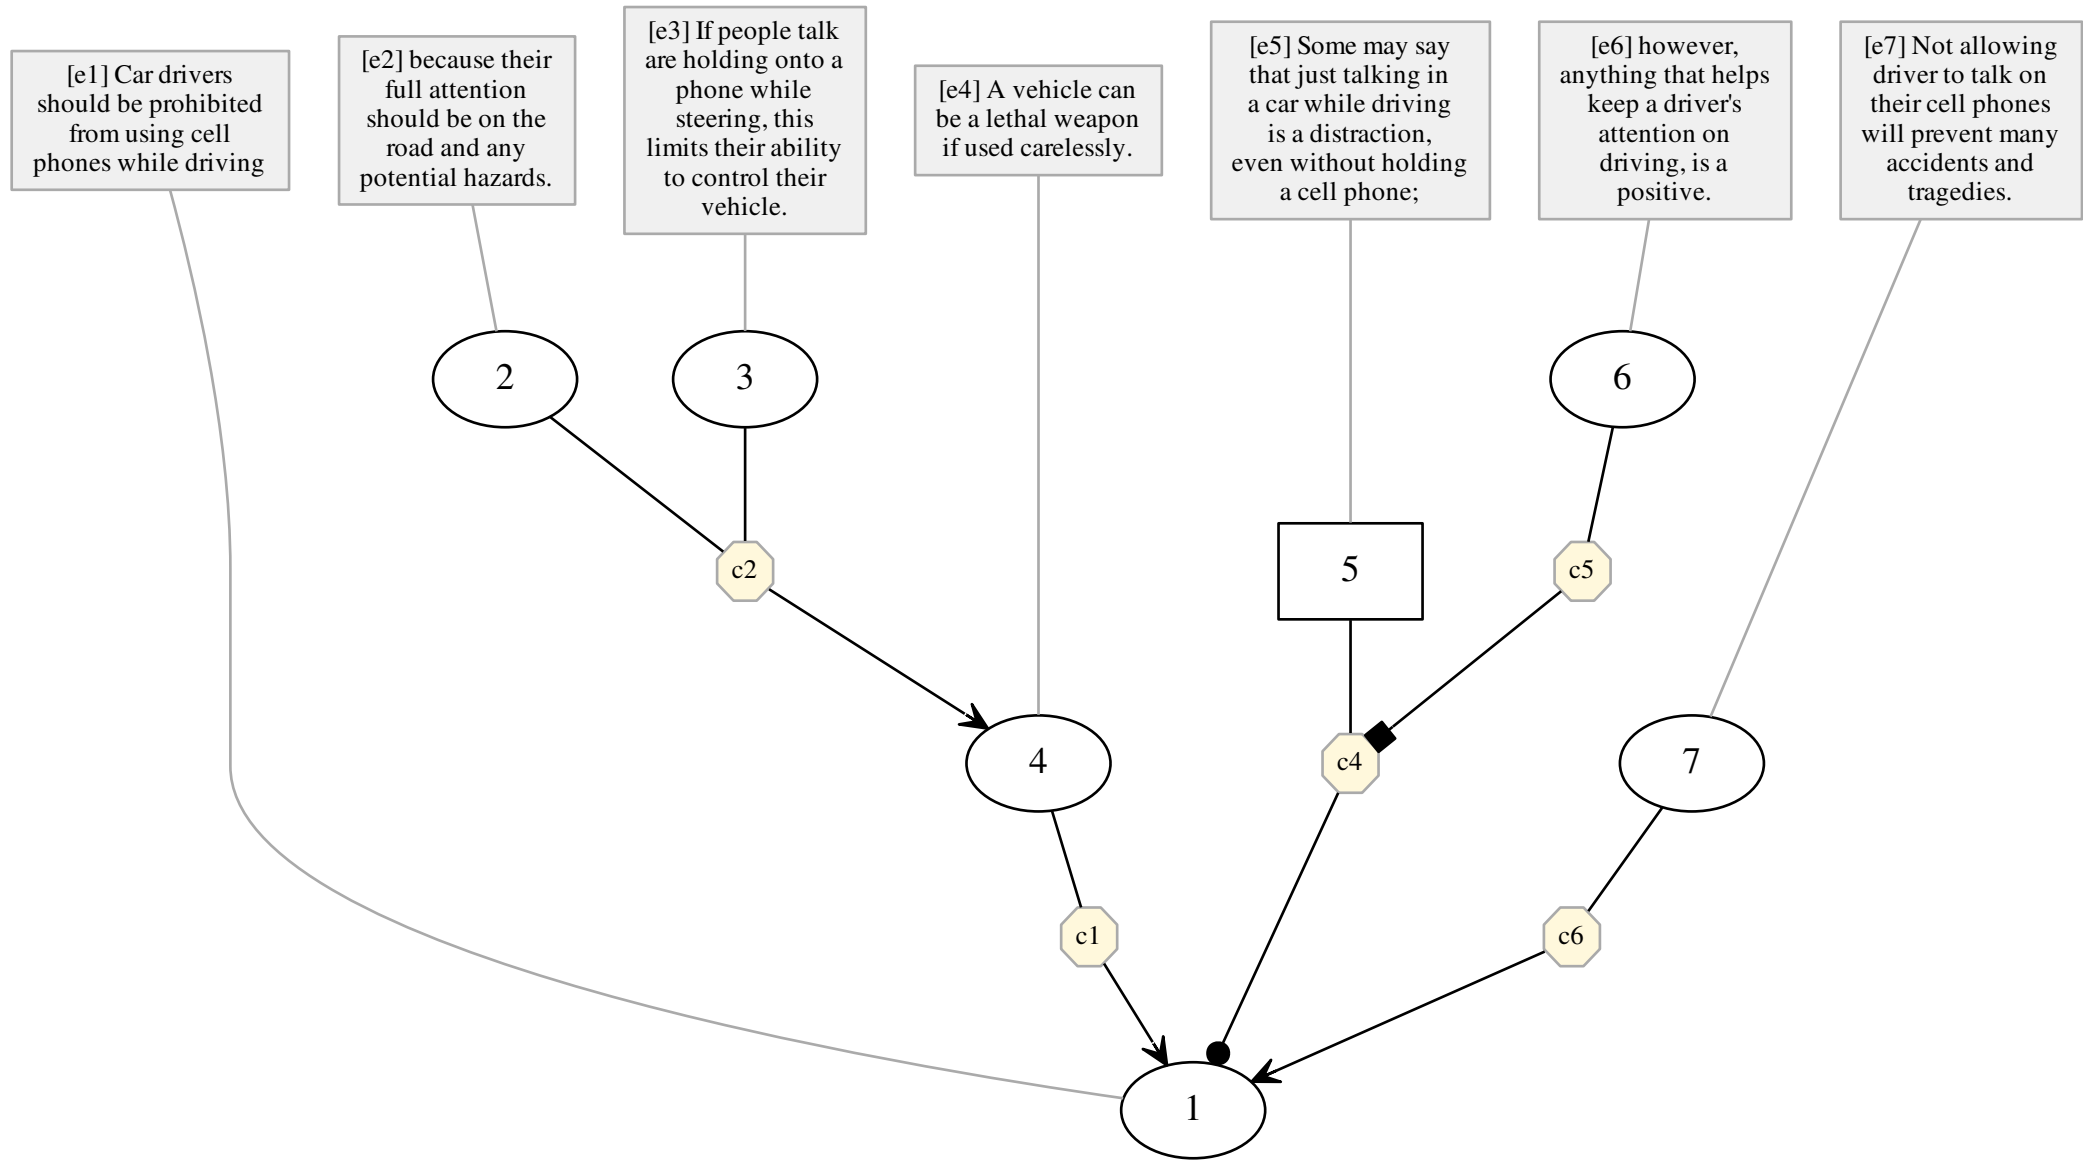 [e1] Car drivers
should be prohibited
from using cell
phones while driving
[e2] because their
full attention
should be on the
road and any
potential hazards.
[e3] If people talk
are holding onto a
phone while
steering, this
limits their ability
to control their
vehicle.
[e4] A vehicle can
be a lethal weapon
if used carelessly.
[e5] Some may say
that just talking in
a car while driving
is a distraction,
even without holding
a cell phone;
[e6] however,
anything that helps
keep a driver's
attention on
driving, is a
positive.
[e7] Not allowing
driver to talk on
their cell phones
will prevent many
accidents and
tragedies.
2
3
6
c2
5
c5
4
c4
7
c1
c6
1